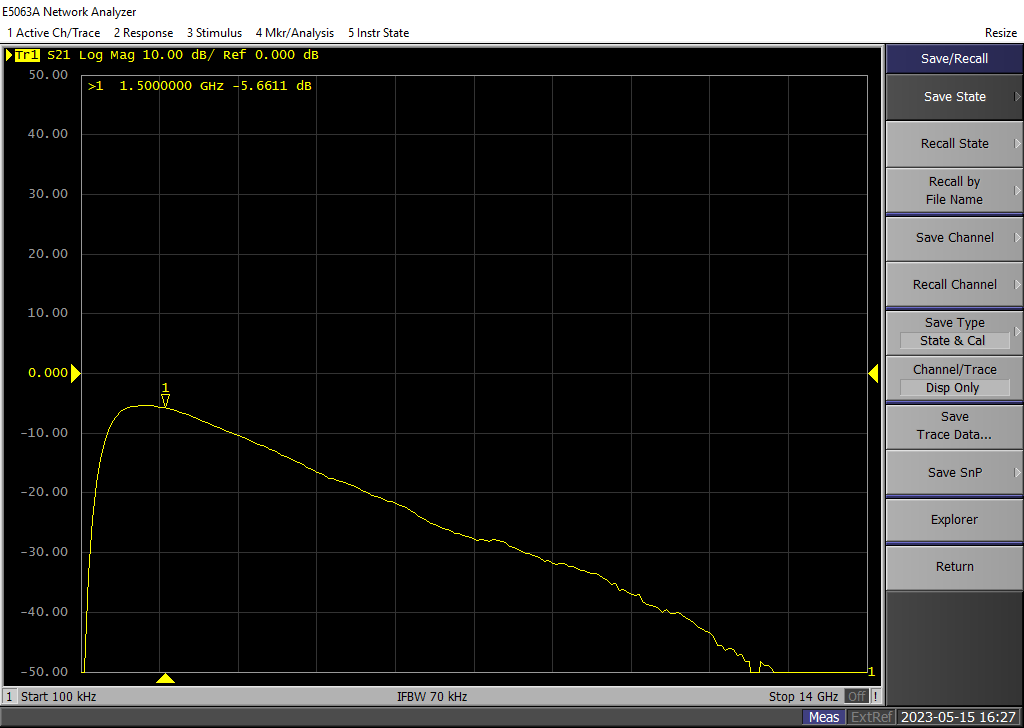 E5063A Network Analyzer
1 Active Ch/Trace 2 Response 3 Stimulus 4 Mkr/Analysis 5 Instr State Resize
Tr1 S21 Log Mag 10.00 dB/ Ref 0.000 dB
50.00
>1 1.5000000 GHz -5.6611 dB
40.00
30.00
20.00
10.00
0.000
1
-10.00
-20.00
-30.00
-40.00
-50.00
1
Save/Recall
Save State
Recall State
Recall by
File Name
Save Channel
Recall Channel
Save Type
State & Cal
Channel/Trace
Disp Only
Save
Trace Data...
Save SnP
Explorer
Return
1 Start 100 kHz IFBW 70 kHz Stop 14 GHz Off !
Meas ExtRef 2023-05-15 16:27